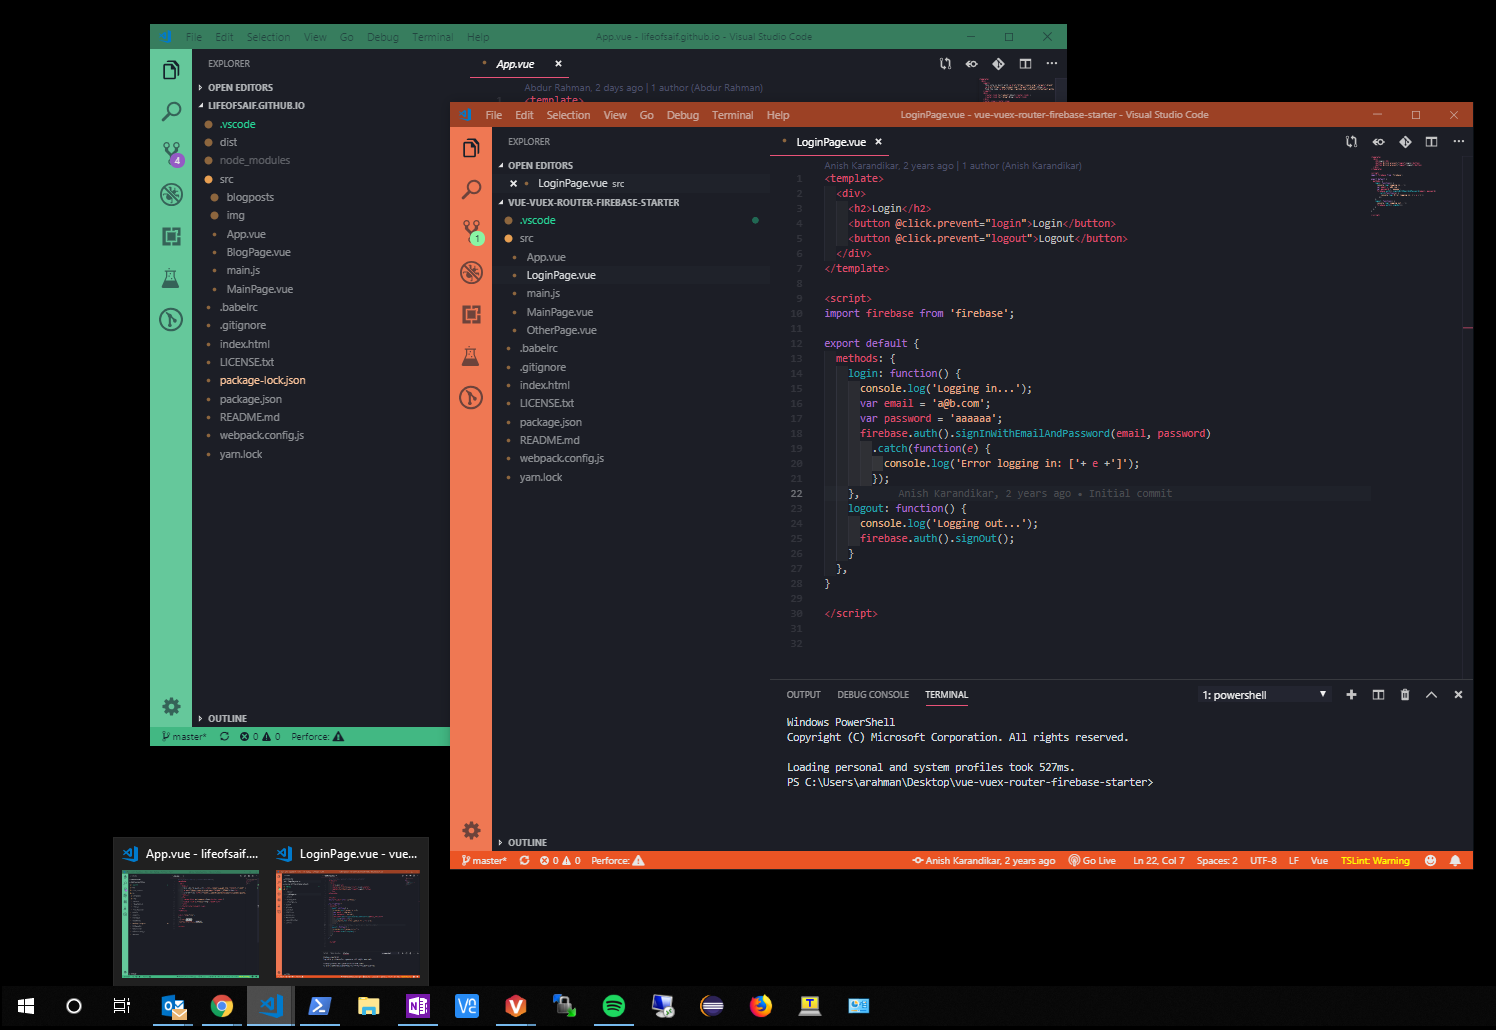 File Edit Selection View Go Debug Terminal Help App.vue - lifeofsaif.github.io - Visual Studio Code
EXPLORER
OPEN EDITORS
LIFEOFSAIF.GITHUB.IO
.vscode
dist
node_modules
src
blogposts
img
App.vue
BlogPage.vue
main.js
MainPage.vue
.babelrc
.gitignore
index.html
LICENSE.txt
package-lock.json
package.json
README.md
webpack.config.js
yarn.lock
OUTLINE
4
master* 0 0 Perforce:
App.vue
Abdur Rahman, 2 days ago | 1 author (Abdur Rahman)
<template>
File Edit Selection View Go Debug Terminal Help LoginPage.vue - vue-vuex-router-firebase-starter - Visual Studio Code
EXPLORER
OPEN EDITORS
LoginPage.vue src
VUE-VUEX-ROUTER-FIREBASE-STARTER
.vscode
src
App.vue
LoginPage.vue
main.js
MainPage.vue
OtherPage.vue
.babelrc
.gitignore
index.html
LICENSE.txt
package.json
README.md
webpack.config.js
yarn.lock
OUTLINE
1
LoginPage.vue
Anish Karandikar, 2 years ago | 1 author (Anish Karandikar)
1 <template>
2 <div>
3 <h2>Login</h2>
4 <button @click.prevent="login">Login</button>
5 <button @click.prevent="logout">Logout</button>
6 </div>
7 </template>
8
9 <script>
10 import firebase from 'firebase';
11
12 export default {
13 methods: {
14 login: function() {
15 console.log('Logging in...');
16 var email = 'a@b.com';
17 var password = 'aaaaaa';
18 firebase.auth().signInWithEmailAndPassword(email, password)
19 .catch(function(e) {
20 console.log('Error logging in: ['+ e +']');
21 });
22 }, Anish Karandikar, 2 years ago • Initial commit
23 logout: function() {
24 console.log('Logging out...');
25 firebase.auth().signOut();
26 }
27 },
28 }
29
30 </script>
31
32
OUTPUT DEBUG CONSOLE TERMINAL 1: powershell
Windows PowerShell
Copyright (C) Microsoft Corporation. All rights reserved.
Loading personal and system profiles took 527ms.
PS C:\Users\arahman\Desktop\vue-vuex-router-firebase-starter>
master* 0 0 Perforce: Anish Karandikar, 2 years ago Go Live Ln 22, Col 7 Spaces: 2 UTF-8 LF Vue TSLint: Warning
App.vue - lifeofsaif.... LoginPage.vue - vue...